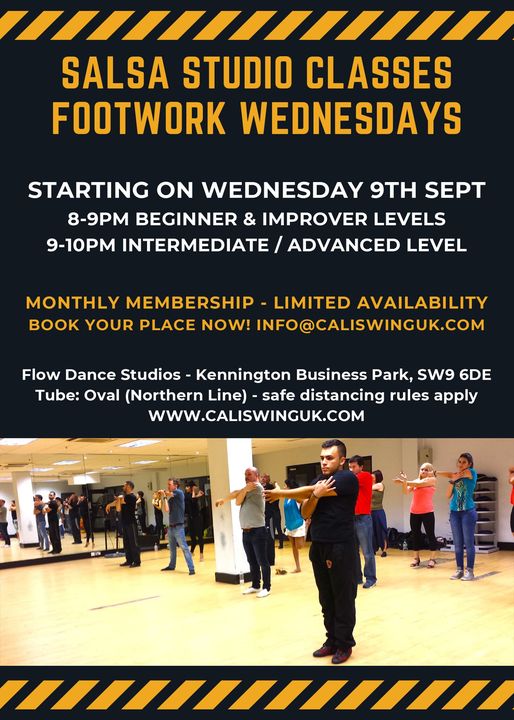 SALSA STUDIO CLASSES
FOOTWORK WEDNESDAYS
STARTING ON WEDNESDAY 9TH SEPT
8-9PM BEGINNER & IMPROVER LEVELS
9-10PM INTERMEDIATE / ADVANCED LEVEL
MONTHLY MEMBERSHIP - LIMITED AVAILABILITY
BOOK YOUR PLACE NOW! INFO@CALISWINGUK.COM
Flow Dance Studios - Kennington Business Park, SW9 6DE
Tube: Oval (Northern Line) - safe distancing rules apply
WWW.CALISWINGUK.COM